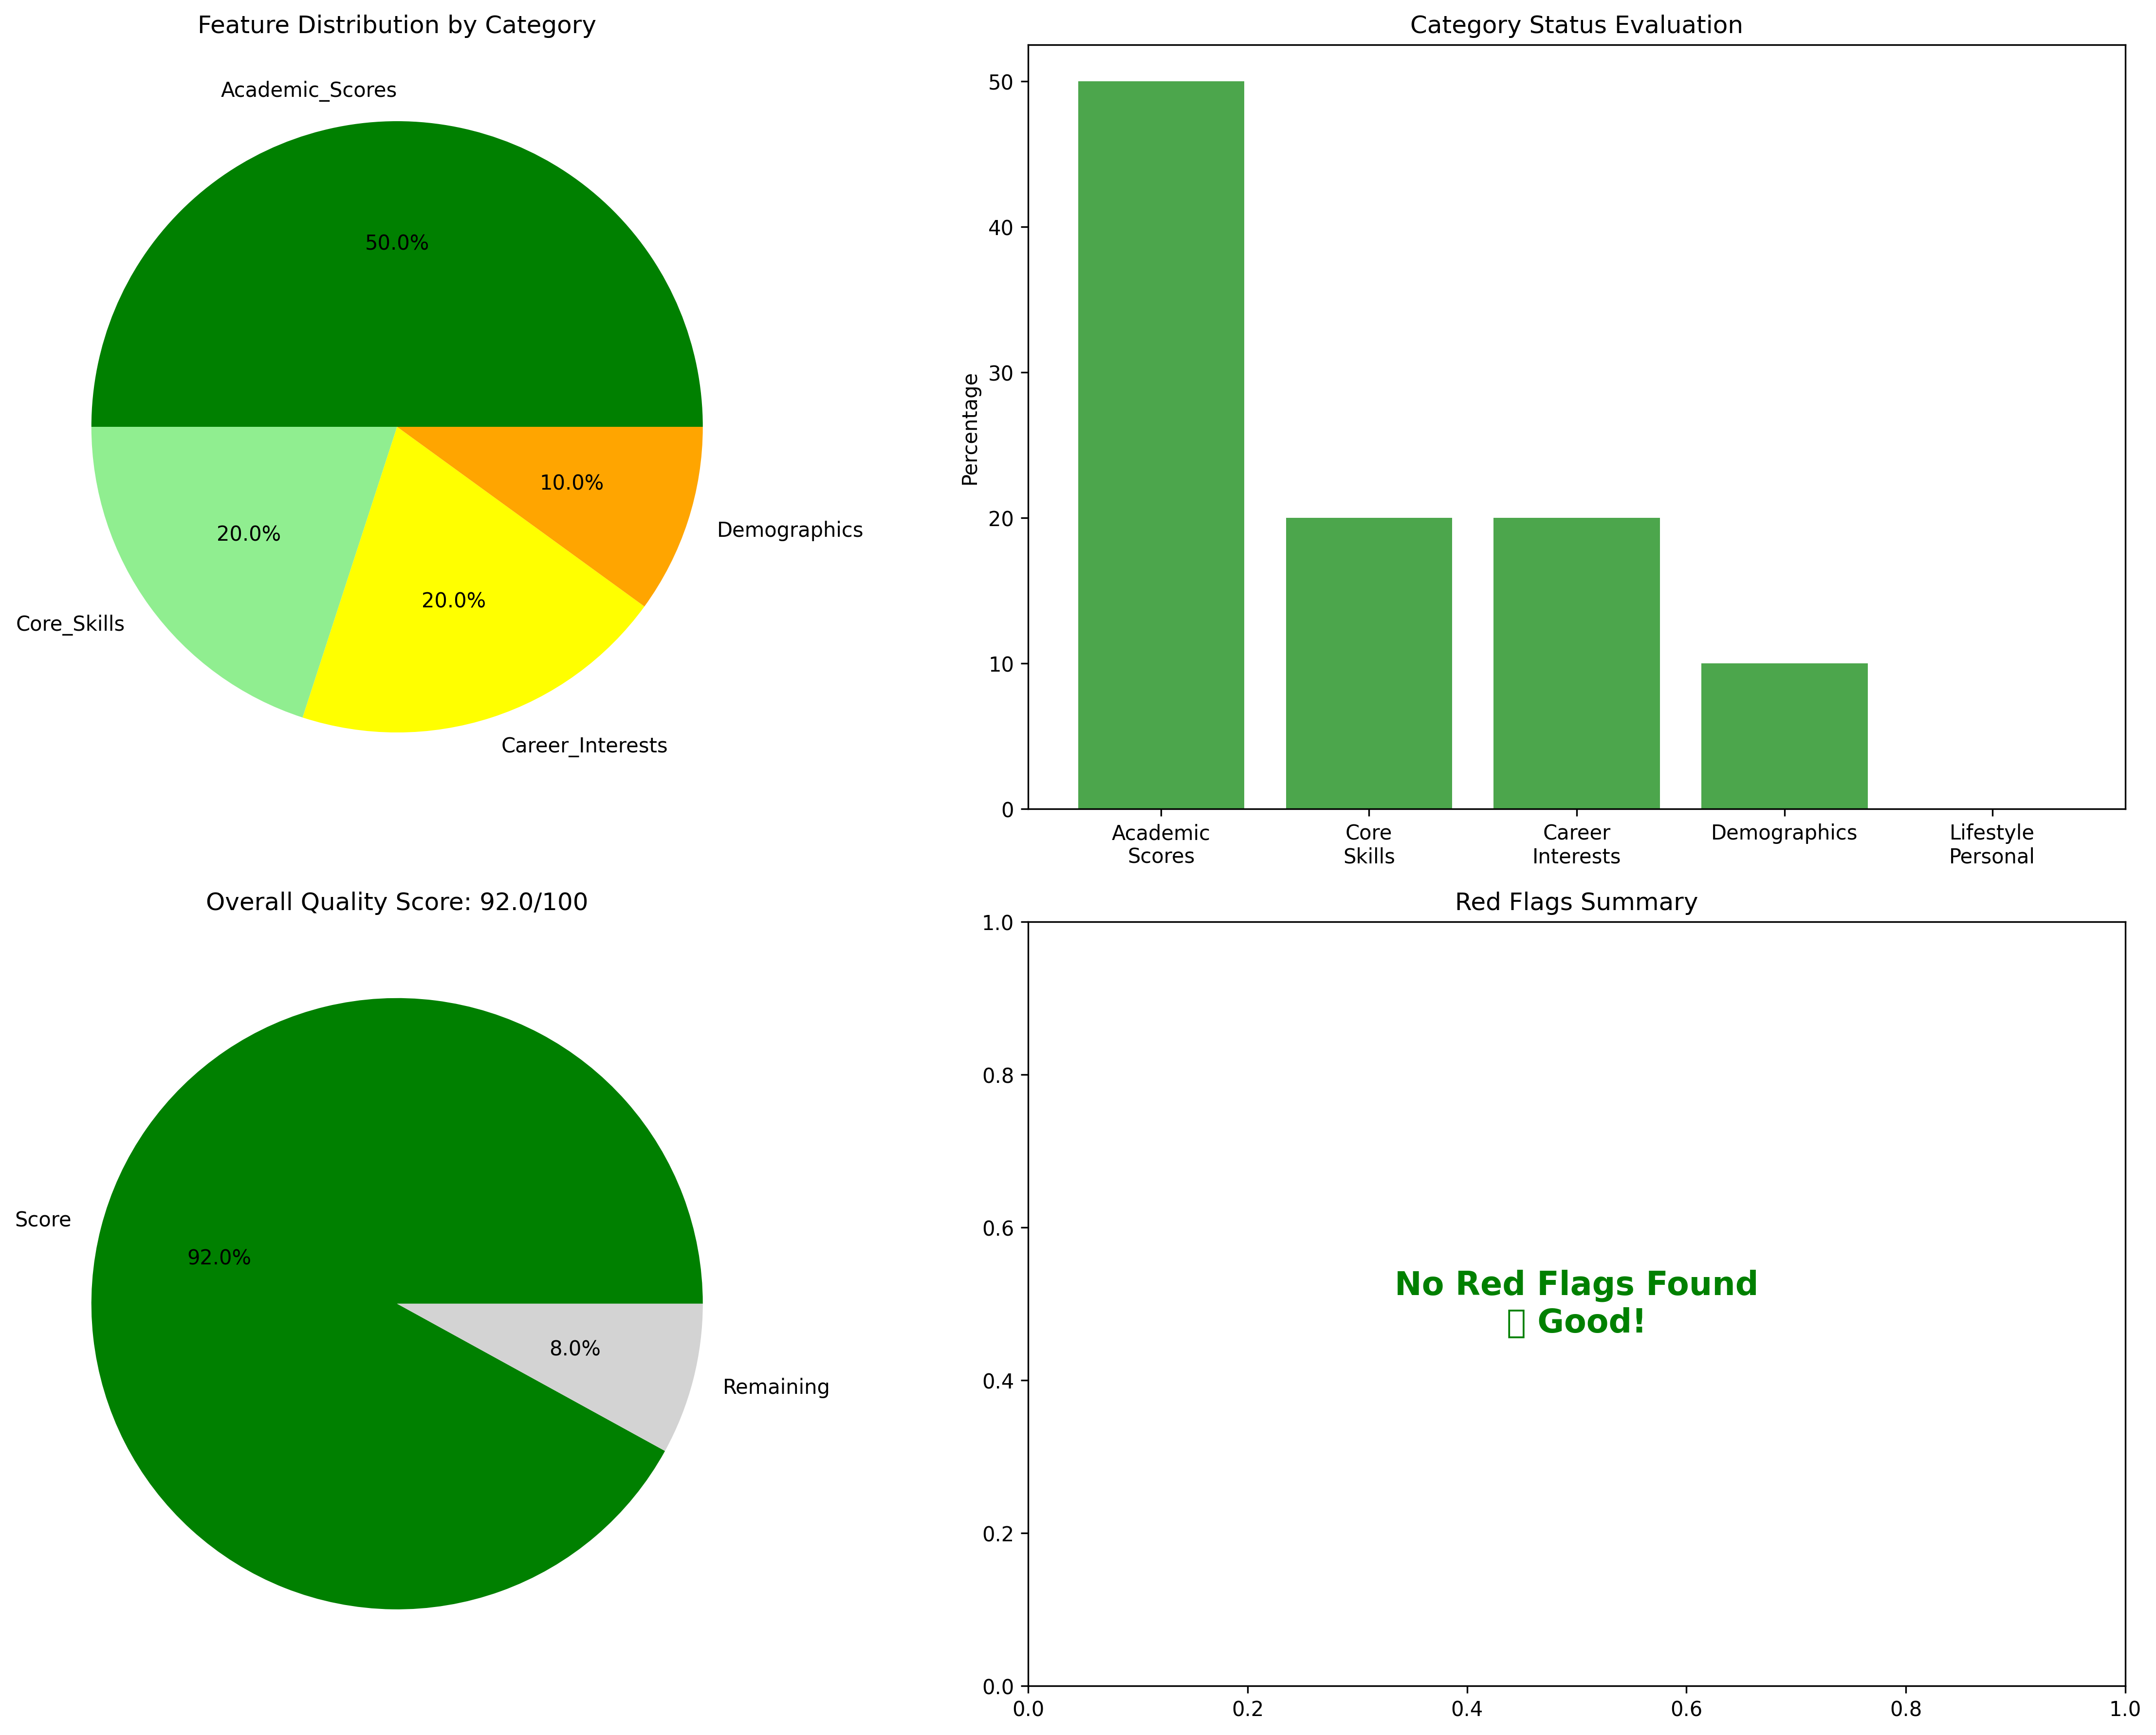 Feature Distribution by Category
Academic_Scores
50.0%
10.0%
Demographics
20.0%
20.0%
Core_Skills
Career_Interests
Category Status Evaluation
Percentage
50
40
30
20
10
0
Academic
Scores
Core
Skills
Career
Interests
Demographics
Lifestyle
Personal
Overall Quality Score: 92.0/100
Score
92.0%
8.0%
Remaining
Red Flags Summary
1.0
0.8
0.6
0.4
0.2
0.0
No Red Flags Found
Good!
0.0
0.2
0.4
0.6
0.8
1.0